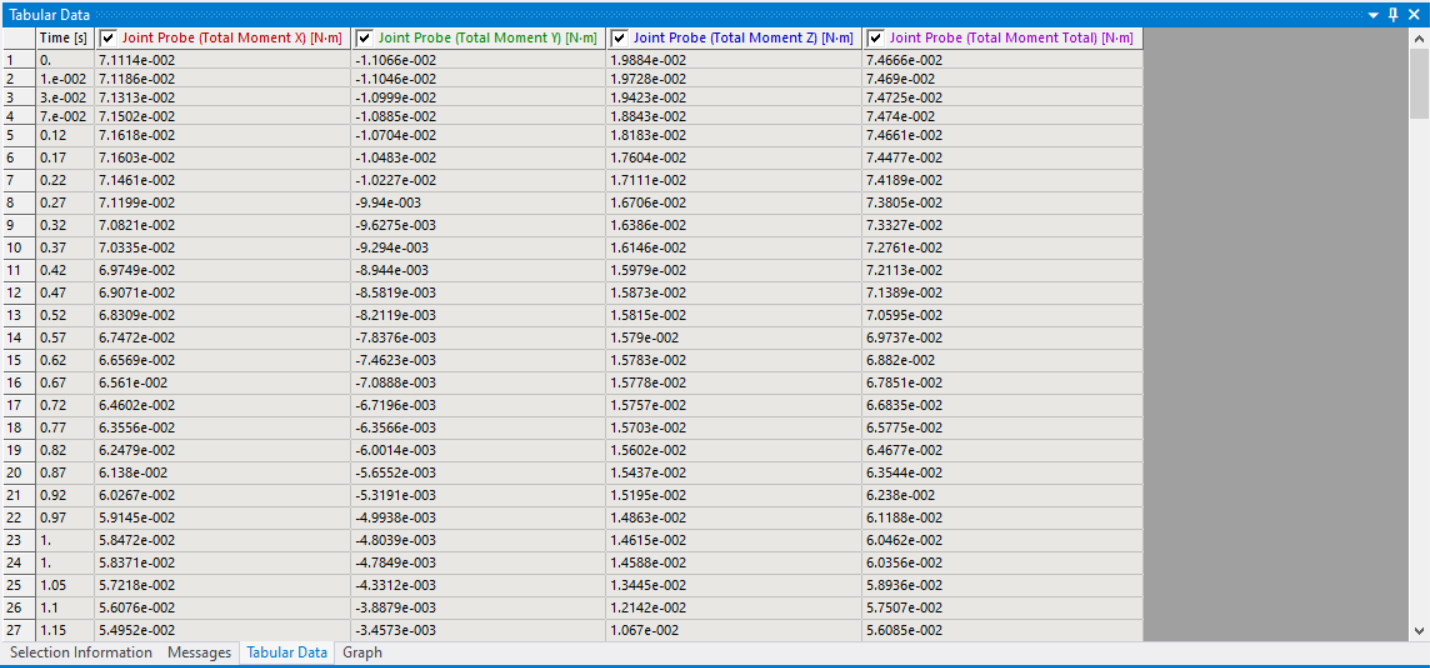 Tabular Data
Time [s] Joint Probe (Total Moment X) [N·m] Joint Probe (Total Moment Y) [N·m] Joint Probe (Total Moment Z) [N·m] Joint Probe (Total Moment Total) [N·m]
1 0. 7.1114e-002 -1.1066e-002 1.9884e-002 7.4666e-002
2 1.e-002 7.1186e-002 -1.1046e-002 1.9728e-002 7.469e-002
3 3.e-002 7.1313e-002 -1.0999e-002 1.9423e-002 7.4725e-002
4 7.e-002 7.1502e-002 -1.0885e-002 1.8843e-002 7.474e-002
5 0.12 7.1618e-002 -1.0704e-002 1.8183e-002 7.4661e-002
6 0.17 7.1603e-002 -1.0483e-002 1.7604e-002 7.4477e-002
7 0.22 7.1461e-002 -1.0227e-002 1.7111e-002 7.4189e-002
8 0.27 7.1199e-002 -9.94e-003 1.6706e-002 7.3805e-002
9 0.32 7.0821e-002 -9.6275e-003 1.6386e-002 7.3327e-002
10 0.37 7.0335e-002 -9.294e-003 1.6146e-002 7.2761e-002
11 0.42 6.9749e-002 -8.944e-003 1.5979e-002 7.2113e-002
12 0.47 6.9071e-002 -8.5819e-003 1.5873e-002 7.1389e-002
13 0.52 6.8309e-002 -8.2119e-003 1.5815e-002 7.0595e-002
14 0.57 6.7472e-002 -7.8376e-003 1.579e-002 6.9737e-002
15 0.62 6.6569e-002 -7.4623e-003 1.5783e-002 6.882e-002
16 0.67 6.561e-002 -7.0888e-003 1.5778e-002 6.7851e-002
17 0.72 6.4602e-002 -6.7196e-003 1.5757e-002 6.6835e-002
18 0.77 6.3556e-002 -6.3566e-003 1.5703e-002 6.5775e-002
19 0.82 6.2479e-002 -6.0014e-003 1.5602e-002 6.4677e-002
20 0.87 6.138e-002 -5.6552e-003 1.5437e-002 6.3544e-002
21 0.92 6.0267e-002 -5.3191e-003 1.5195e-002 6.238e-002
22 0.97 5.9145e-002 -4.9938e-003 1.4863e-002 6.1188e-002
23 1. 5.8472e-002 -4.8039e-003 1.4615e-002 6.0462e-002
24 1. 5.8371e-002 -4.7849e-003 1.4588e-002 6.0356e-002
25 1.05 5.7218e-002 -4.3312e-003 1.3445e-002 5.8936e-002
26 1.1 5.6076e-002 -3.8879e-003 1.2142e-002 5.7507e-002
27 1.15 5.4952e-002 -3.4573e-003 1.067e-002 5.6085e-002
Selection Information Messages Tabular Data Graph